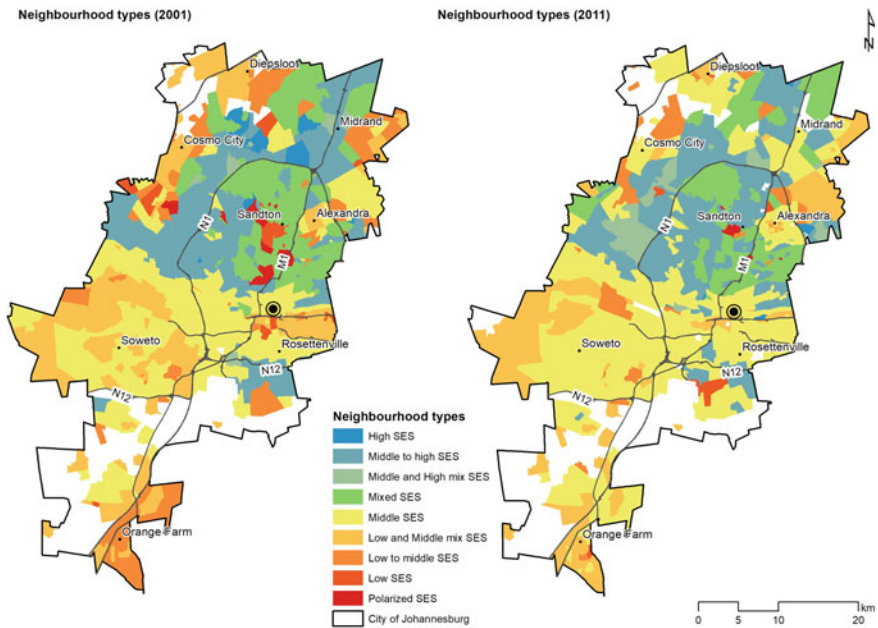 Neighbourhood types (2001)
Neighbourhood types (2011)
N
Diepsloot
Midrand
Cosmo City
N1
Sandton
Alexandra
M1
Soweto
Rosettenville
N12
N12
Orange Farm
Diepsloot
Midrand
Cosmo City
N1
Sandton
Alexandra
M1
Soweto
Rosettenville
N12
N12
Orange Farm
Neighbourhood types
High SES
Middle to high SES
Middle and High mix SES
Mixed SES
Middle SES
Low and Middle mix SES
Low to middle SES
Low SES
Polarized SES
City of Johannesburg
km
0 5 10 20